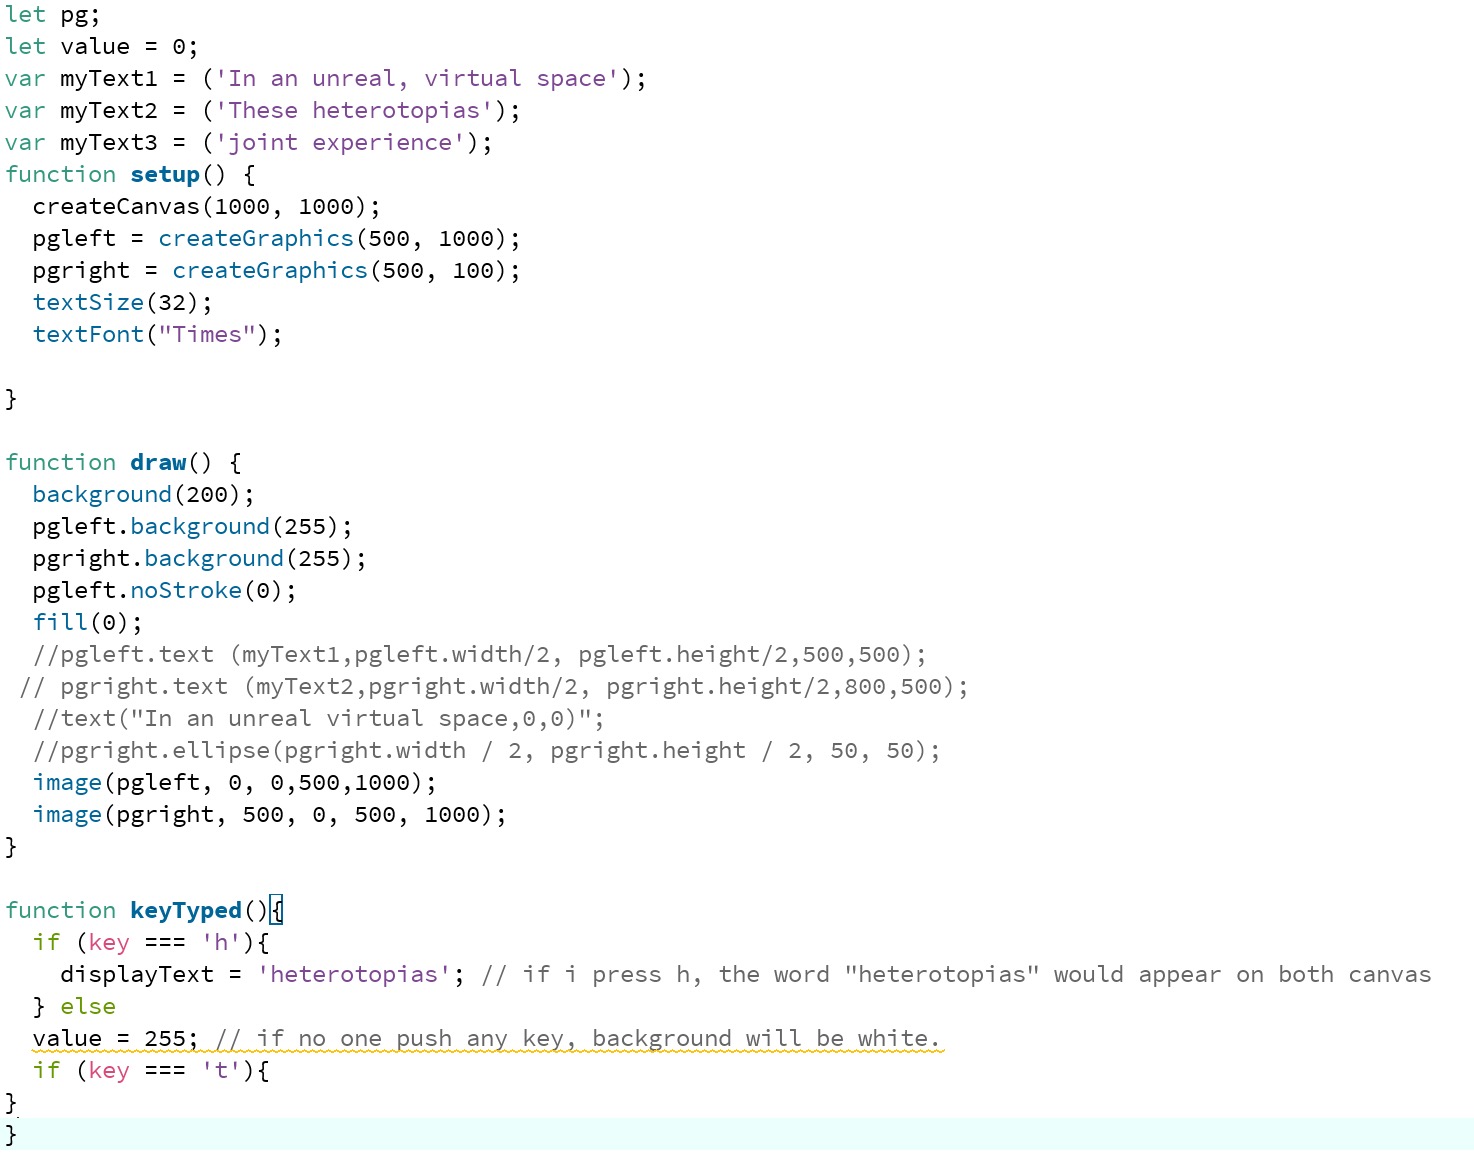 let pg;
let value = 0;
var myText1 = ('In an unreal, virtual space');
var myText2 = ('These heterotopias');
var myText3 = ('joint experience');
function setup() {
  createCanvas(1000, 1000);
  pgleft = createGraphics(500, 1000);
  pgright = createGraphics(500, 100);
  textSize(32);
  textFont("Times");

}

function draw() {
  background(200);
  pgleft.background(255);
  pgright.background(255);
  pgleft.noStroke(0);
  fill(0);
  //pgleft.text (myText1,pgleft.width/2, pgleft.height/2,500,500);
 // pgright.text (myText2,pgright.width/2, pgright.height/2,800,500);
  //text("In an unreal virtual space,0,0)";
  //pgright.ellipse(pgright.width / 2, pgright.height / 2, 50, 50);
  image(pgleft, 0, 0,500,1000);
  image(pgright, 500, 0, 500, 1000);
}

function keyTyped(){
  if (key === 'h'){
    displayText = 'heterotopias'; // if i press h, the word "heterotopias" would appear on both canvas
  } else
  value = 255; // if no one push any key, background will be white.
  if (key === 't'){
}
}